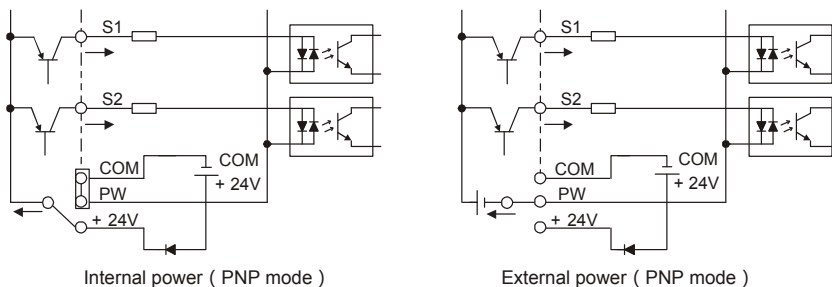 S1
S2
COM
COM
+ 24V
PW
+ 24V
Internal power ( PNP mode )
S1
S2
COM
COM
+ 24V
PW
+ 24V
External power ( PNP mode )